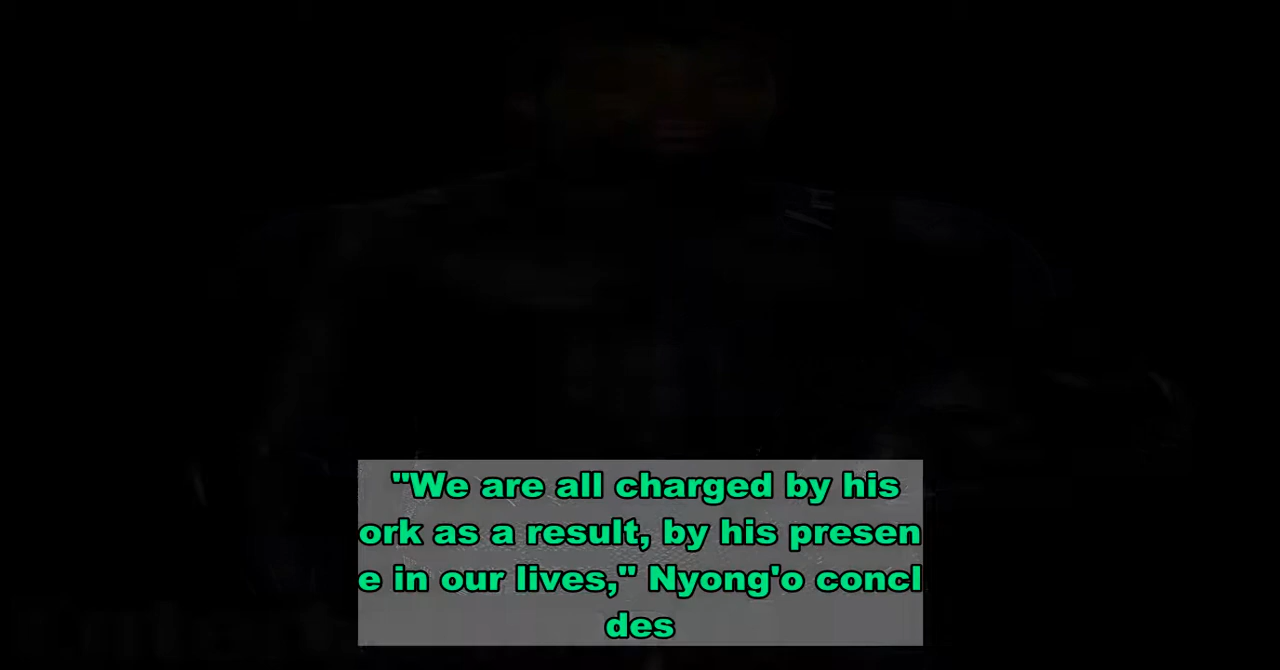 "We are all charged by his
ork as a result, by his presen
e in our lives," Nyong'o concl
des